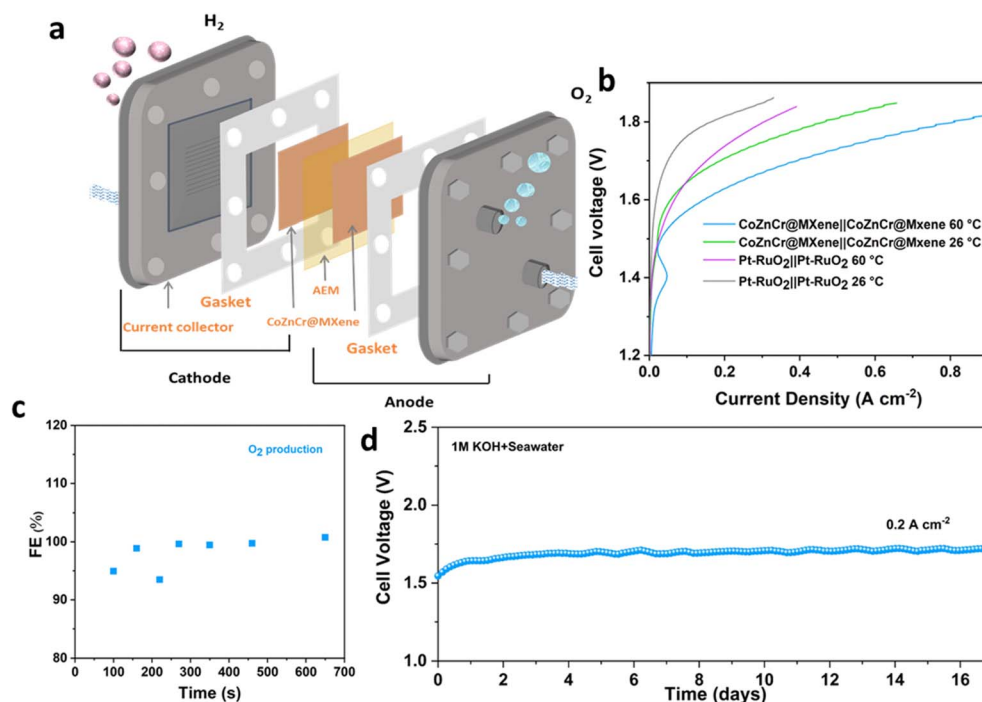 a
H2
O2
Gasket
AEM
Current collector
CoZnCr@MXene
Gasket
Cathode
Anode
b
Cell voltage (V)
1.8
1.6
1.4
1.2
CoZnCr@MXene||CoZnCr@Mxene 60 °C
CoZnCr@MXene||CoZnCr@Mxene 26 °C
Pt-RuO2||Pt-RuO2 60 °C
Pt-RuO2||Pt-RuO2 26 °C
0.0 0.2 0.4 0.6 0.8
Current Density (A cm-2)
c
FE (%)
120
110
100
90
80
O2 production
100 200 300 400 500 600 700
Time (s)
d
Cell Voltage (V)
2.5
2.0
1.5
1.0
1M KOH+Seawater
0.2 A cm-2
0 2 4 6 8 10 12 14 16
Time (days)